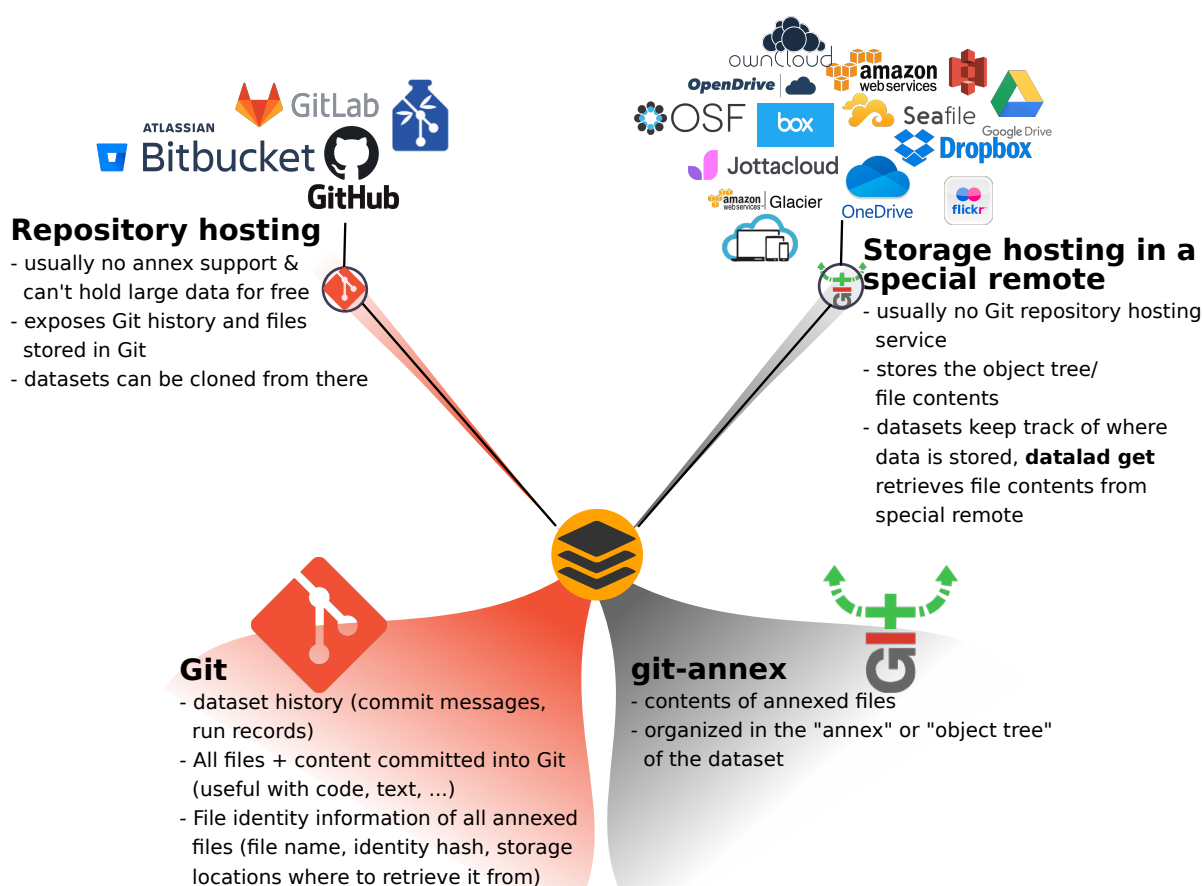 GitLab
ATLASSIAN
Bitbucket
GitHub
Repository hosting
- usually no annex support &
can't hold large data for free
- exposes Git history and files
stored in Git
- datasets can be cloned from there
ownCloud
OpenDrive
amazon
webservices
OSF
box
Seafile
Google Drive
Dropbox
Jottacloud
amazon
webservices
Glacier
OneDrive
flickr
Storage hosting in a
special remote
- usually no Git repository hosting
service
- stores the object tree/
file contents
- datasets keep track of where
data is stored, datalad get
retrieves file contents from
special remote
GIT
Git
- dataset history (commit messages,
run records)
- All files + content committed into Git
(useful with code, text, ...)
- File identity information of all annexed
files (file name, identity hash, storage
locations where to retrieve it from)
GIT
git-annex
- contents of annexed files
- organized in the "annex" or "object tree"
of the dataset